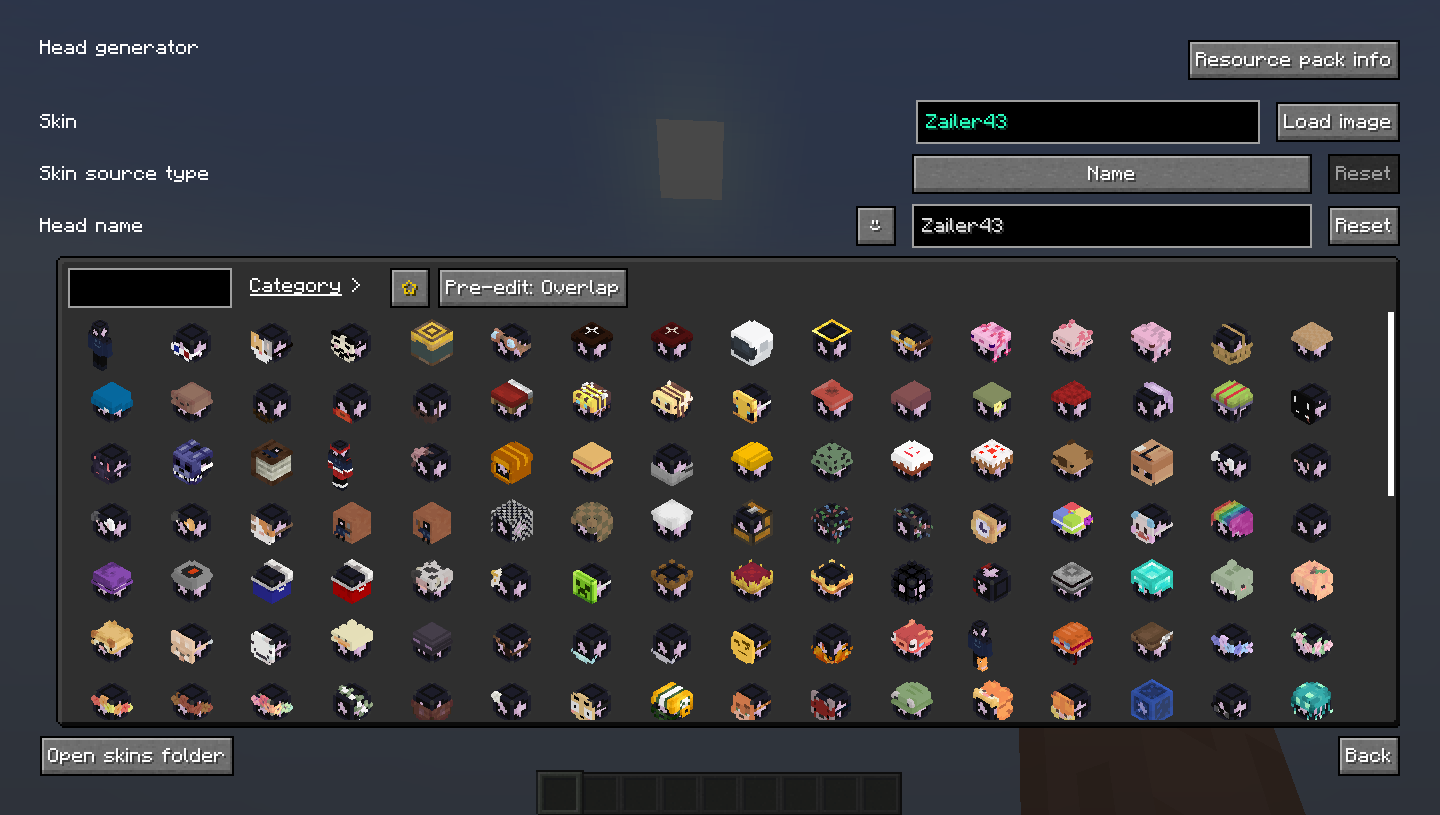 Head generator
Resource pack info
Skin
Zailer43
Load image
Skin source type
Name
Reset
Head name
Zailer43
Reset
Category >
Pre-edit: Overlap
Open skins folder
Back